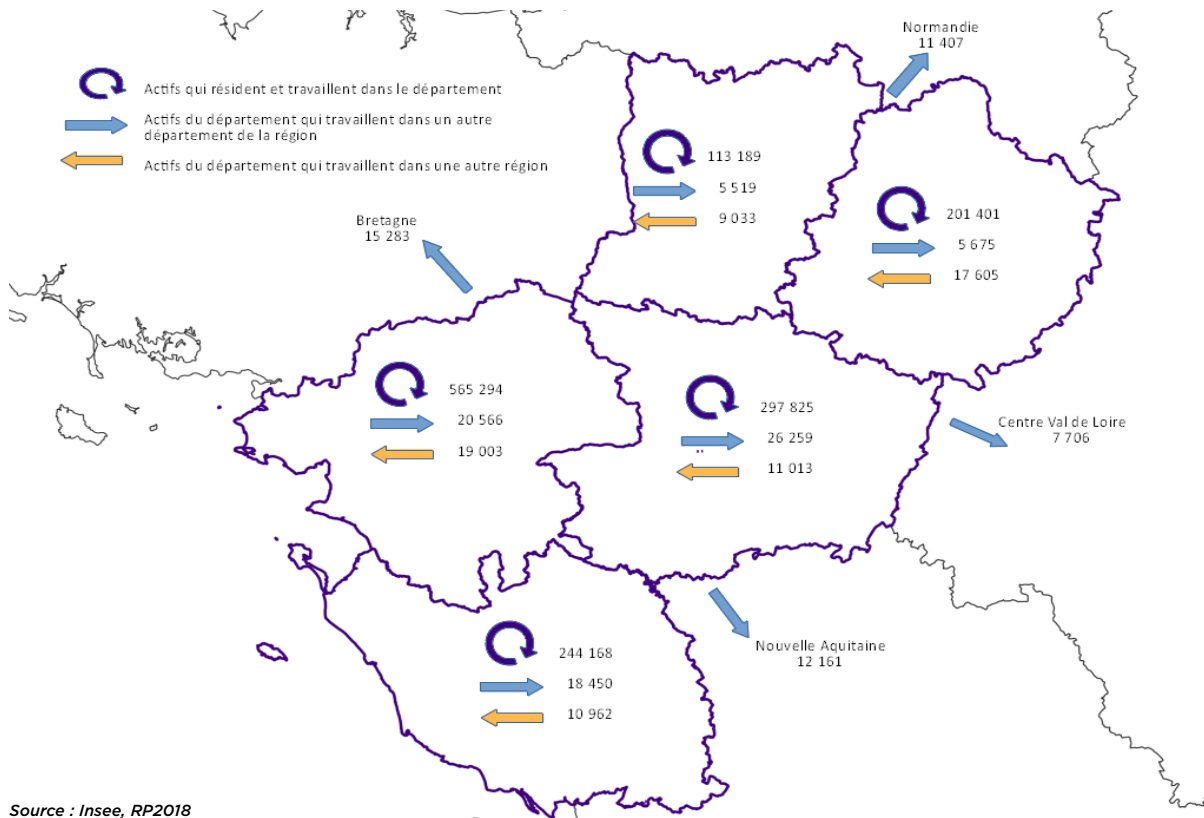 Normandie
11 407
Actifs qui résident et travaillent dans le département
Actifs du département qui travaillent dans un autre
département de la région
Actifs du département qui travaillent dans une autre région
113 189
5 519
9 033
201 401
5 675
17 605
Bretagne
15 283
565 294
20 566
19 003
297 825
26 259
11 013
Centre Val de Loire
7 706
244 168
18 450
10 962
Nouvelle Aquitaine
12 161
Source : Insee, RP2018